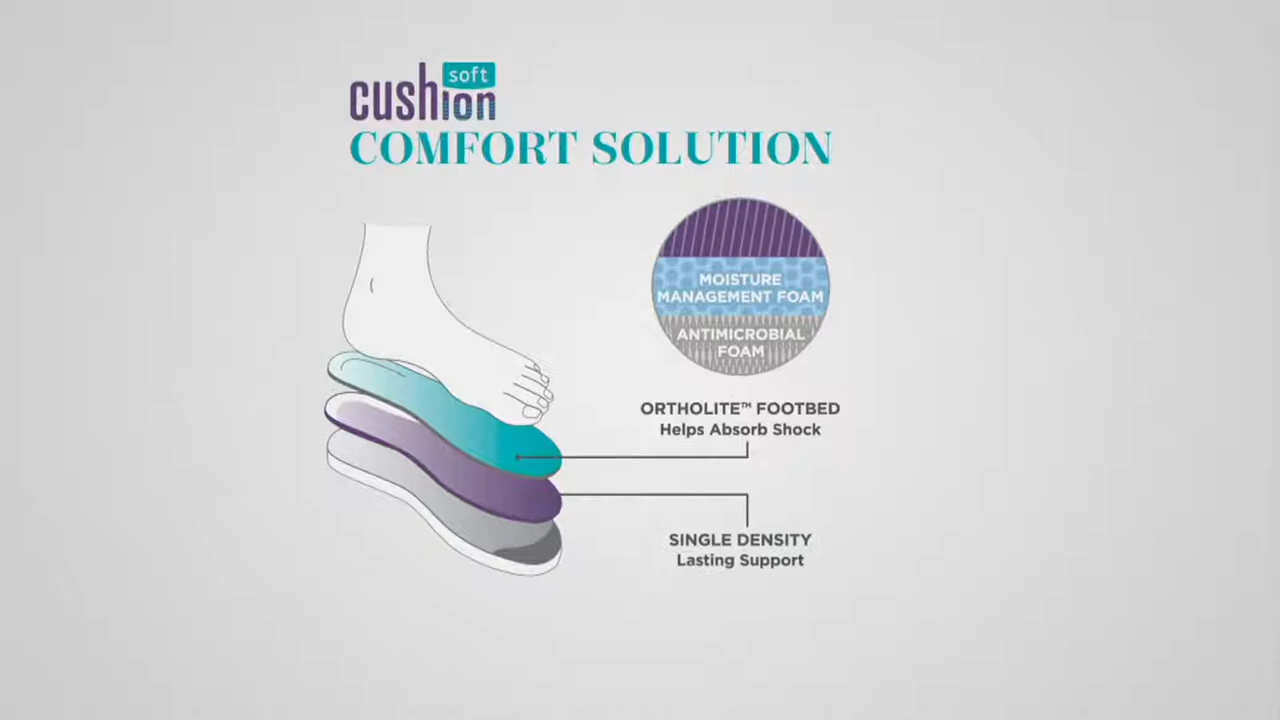 soft
cushion
COMFORT SOLUTION
MOISTURE
MANAGEMENT FOAM
ANTIMICROBIAL
FOAM
ORTHOLITE™ FOOTBED
Helps Absorb Shock
SINGLE DENSITY
Lasting Support